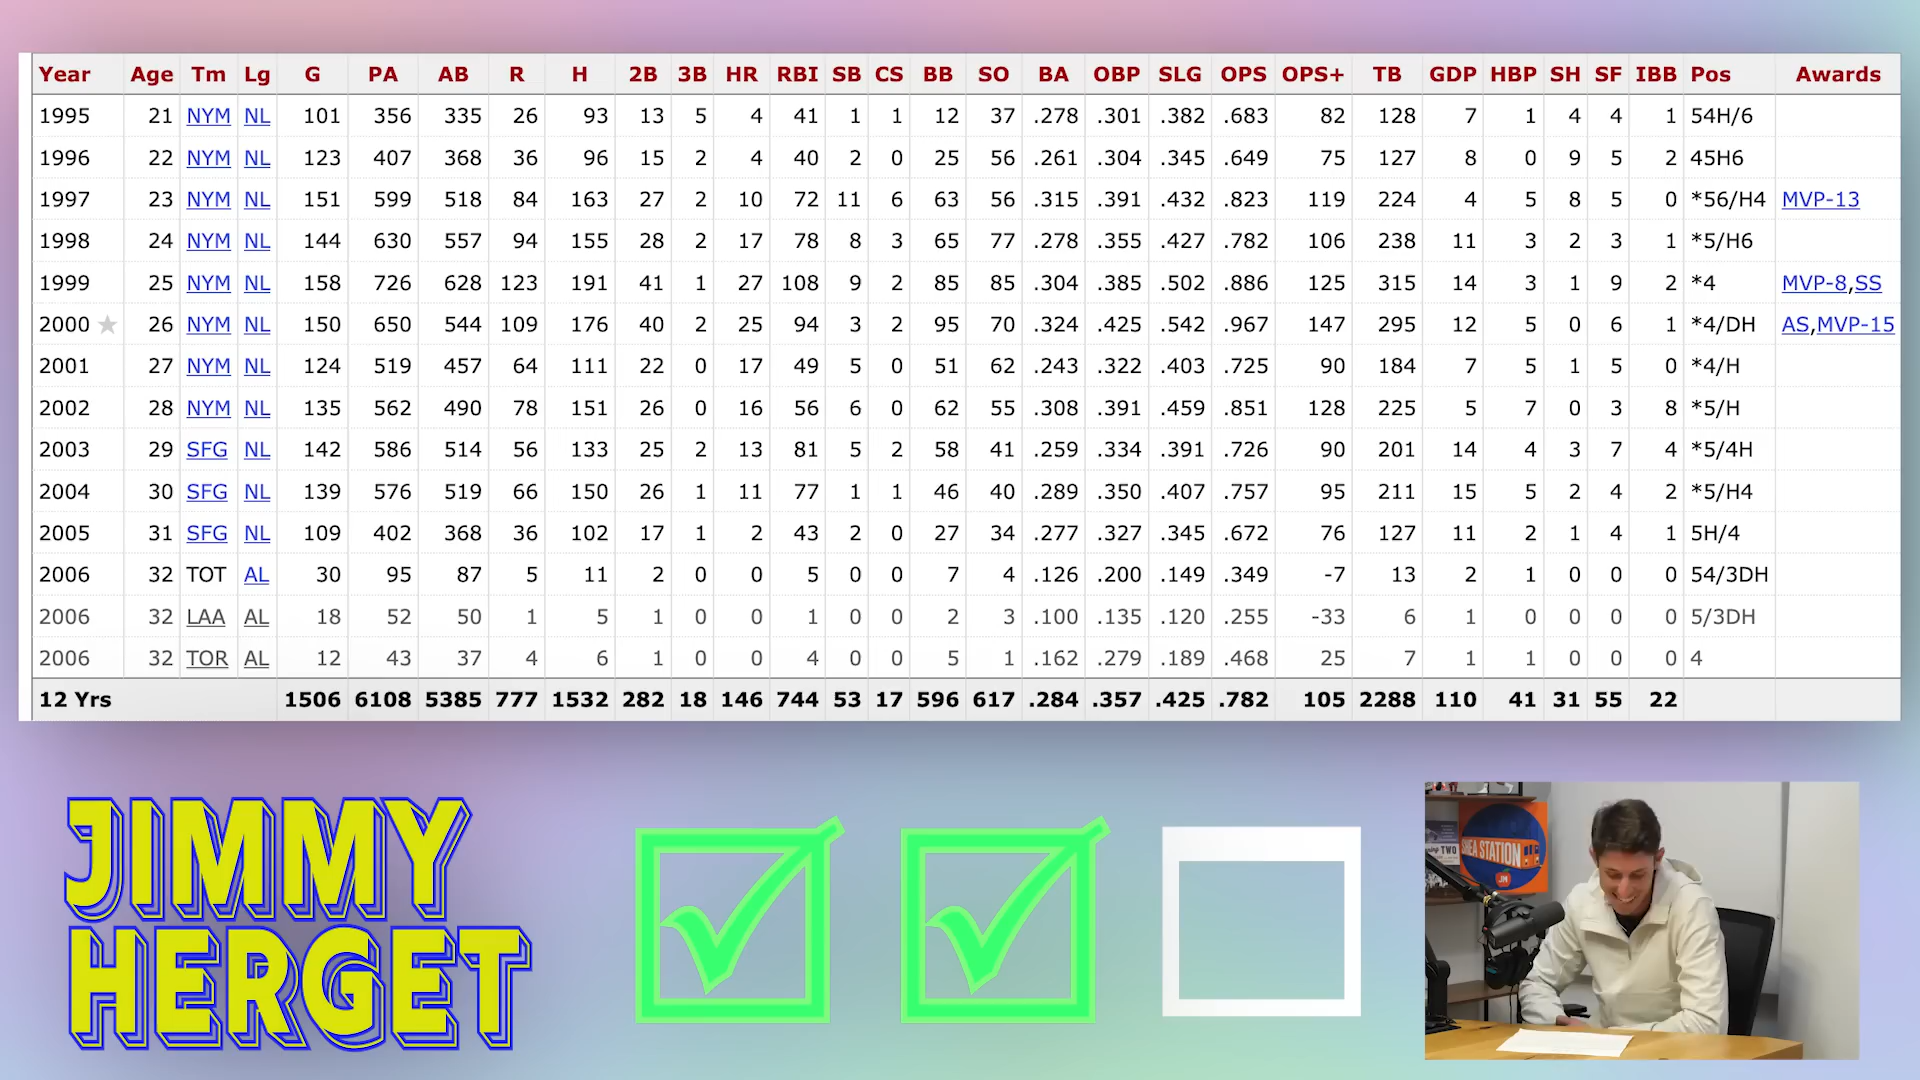 Year Age Tm Lg G PA AB R H 2B 3B HR RBI SB CS BB SO BA OBP SLG OPS OPS+ TB GDP HBP SH SF IBB Pos Awards
1995 21 NYM NL 101 356 335 26 93 13 5 4 41 1 1 12 37 .278 .301 .382 .683 82 128 7 1 4 4 1 54H/6
1996 22 NYM NL 123 407 368 36 96 15 2 4 40 2 0 25 56 .261 .304 .345 .649 75 127 8 0 9 5 2 45H6
1997 23 NYM NL 151 599 518 84 163 27 2 10 72 11 6 63 56 .315 .391 .432 .823 119 224 4 5 8 5 0 *56/H4 MVP-13
1998 24 NYM NL 144 630 557 94 155 28 2 17 78 8 3 65 77 .278 .355 .427 .782 106 238 11 3 2 3 1 *5/H6
1999 25 NYM NL 158 726 628 123 191 41 1 27 108 9 2 85 85 .304 .385 .502 .886 125 315 14 3 1 9 2 *4 MVP-8,SS
2000 ★ 26 NYM NL 150 650 544 109 176 40 2 25 94 3 2 95 70 .324 .425 .542 .967 147 295 12 5 0 6 1 *4/DH AS,MVP-15
2001 27 NYM NL 124 519 457 64 111 22 0 17 49 5 0 51 62 .243 .322 .403 .725 90 184 7 5 1 5 0 *4/H
2002 28 NYM NL 135 562 490 78 151 26 0 16 56 6 0 62 55 .308 .391 .459 .851 128 225 5 7 0 3 8 *5/H
2003 29 SFG NL 142 586 514 56 133 25 2 13 81 5 2 58 41 .259 .334 .391 .726 90 201 14 4 3 7 4 *5/4H
2004 30 SFG NL 139 576 519 66 150 26 1 11 77 1 1 46 40 .289 .350 .407 .757 95 211 15 5 2 4 2 *5/H4
2005 31 SFG NL 109 402 368 36 102 17 1 2 43 2 0 27 34 .277 .327 .345 .672 76 127 11 2 1 4 1 5H/4
2006 32 TOT AL 30 95 87 5 11 2 0 0 5 0 0 7 4 .126 .200 .149 .349 -7 13 2 1 0 0 0 54/3DH
2006 32 LAA AL 18 52 50 1 5 1 0 0 1 0 0 2 3 .100 .135 .120 .255 -33 6 1 0 0 0 0 5/3DH
2006 32 TOR AL 12 43 37 4 6 1 0 0 4 0 0 5 1 .162 .279 .189 .468 25 7 1 1 0 0 0 4
12 Yrs 1506 6108 5385 777 1532 282 18 146 744 53 17 596 617 .284 .357 .425 .782 105 2288 110 41 31 55 22
JIMMY
HERGET
SHEA STATION
JM
TWO